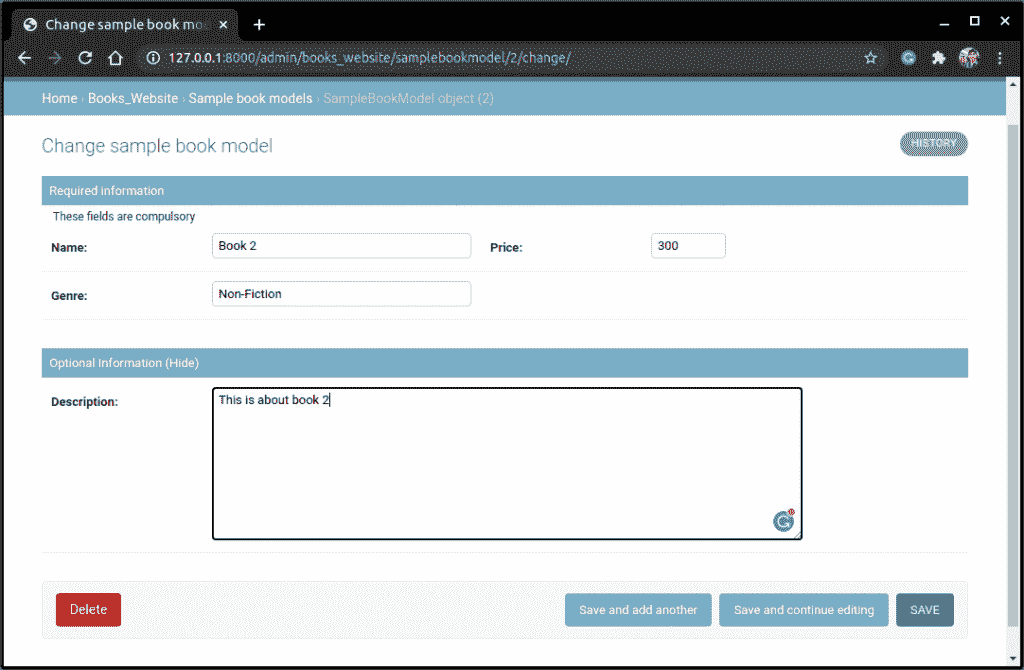 Change sample book mo
127.0.0.1:8000/admin/books_website/samplebookmodel/2/change/
Home › Books_Website › Sample book models › SampleBookModel object (2)
Change sample book model
HISTORY
Required information
These fields are compulsory
Name: Book 2 Price: 300
Genre: Non-Fiction
Optional Information (Hide)
Description: This is about book 2
Delete Save and add another Save and continue editing SAVE